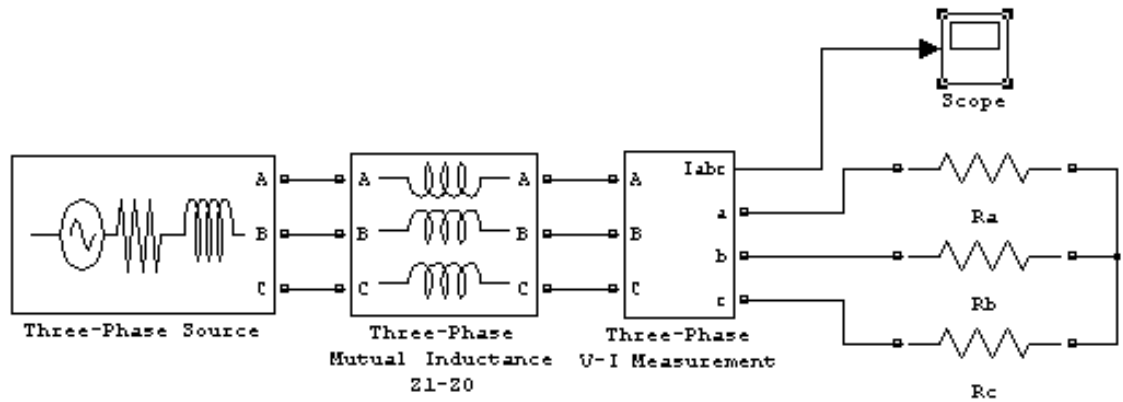 Scope
A
B
C
Three-Phase Source
A A
B B
C C
Three-Phase
Mutual Inductance
Z1-Z0
A
B
C
Iabc
a
b
c
Three-Phase
V-I Measurement
Ra
Rb
Rc